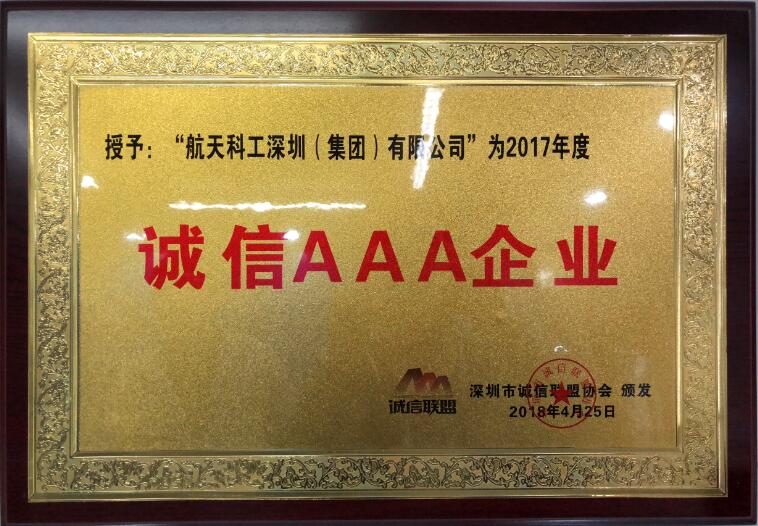 授予：“航天科工深圳（集团）有限公司”为2017年度
诚信AAA企业
诚信联盟
深圳市诚信联盟协会 颁发
2018年4月25日